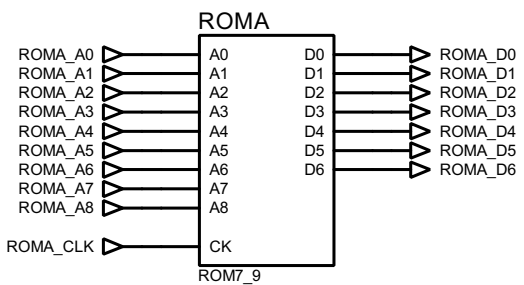 ROMA
ROMA_A0 A0 D0 ROMA_D0
ROMA_A1 A1 D1 ROMA_D1
ROMA_A2 A2 D2 ROMA_D2
ROMA_A3 A3 D3 ROMA_D3
ROMA_A4 A4 D4 ROMA_D4
ROMA_A5 A5 D5 ROMA_D5
ROMA_A6 A6 D6 ROMA_D6
ROMA_A7 A7
ROMA_A8 A8
ROMA_CLK CK
ROM7_9